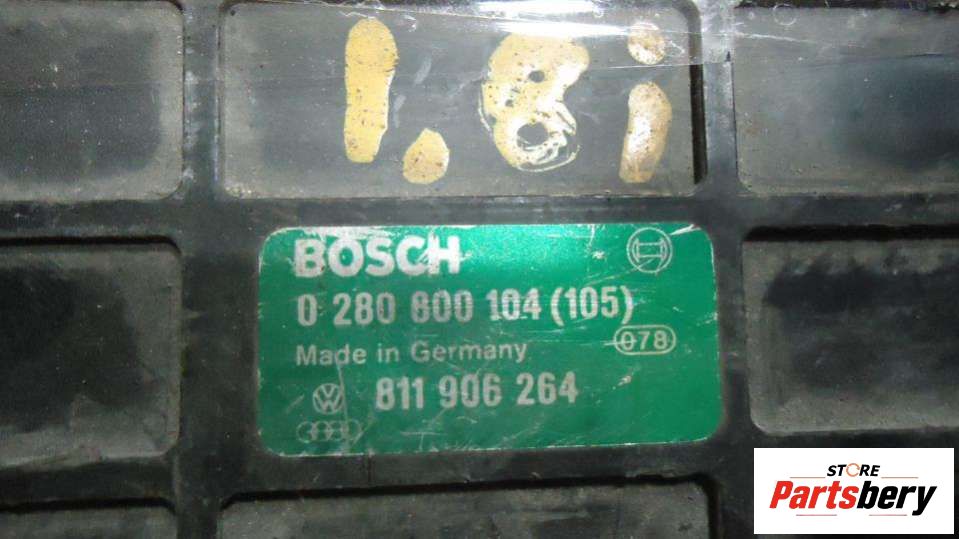 1.8i
BOSCH
0 280 800 104 (105)
Made in Germany
078
811 906 264
STORE
Partsbery